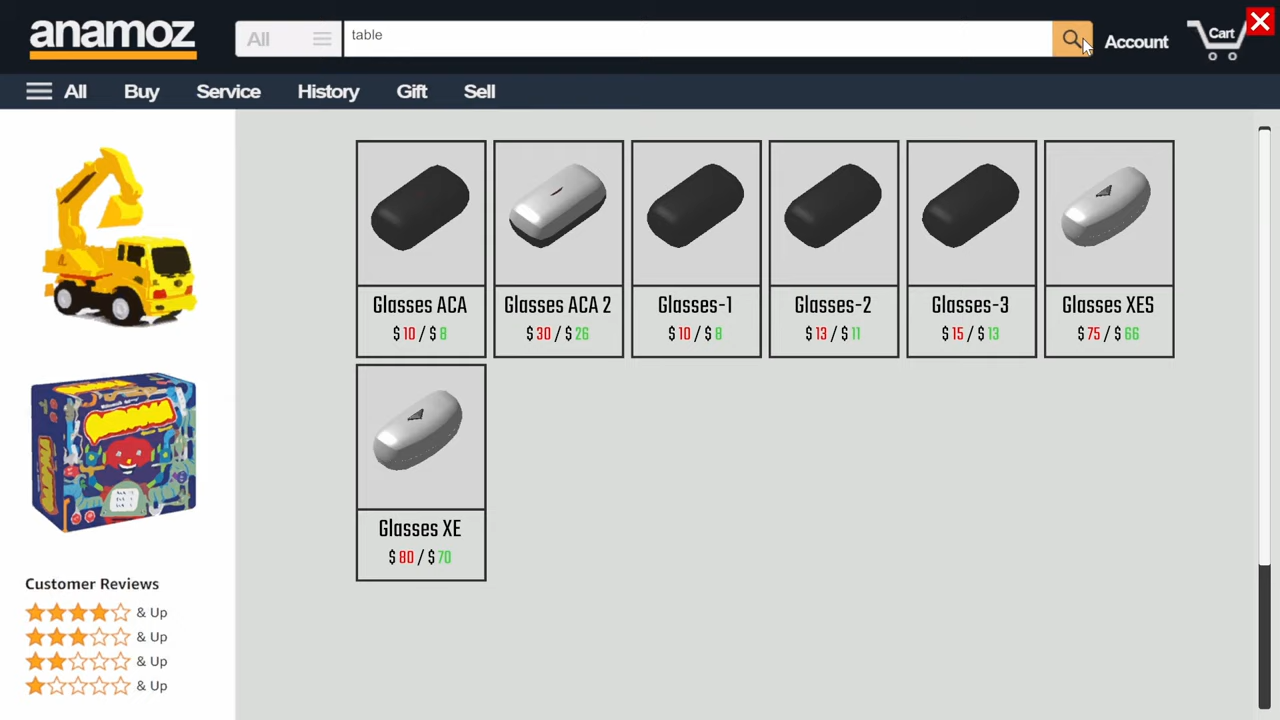 anamoz
All
table
Account
Cart
All Buy Service History Gift Sell
Glasses ACA
$ 10 / $ 8
Glasses ACA 2
$ 30 / $ 26
Glasses-1
$ 10 / $ 8
Glasses-2
$ 13 / $ 11
Glasses-3
$ 15 / $ 13
Glasses XES
$ 75 / $ 66
Glasses XE
$ 80 / $ 70
Customer Reviews
& Up
& Up
& Up
& Up